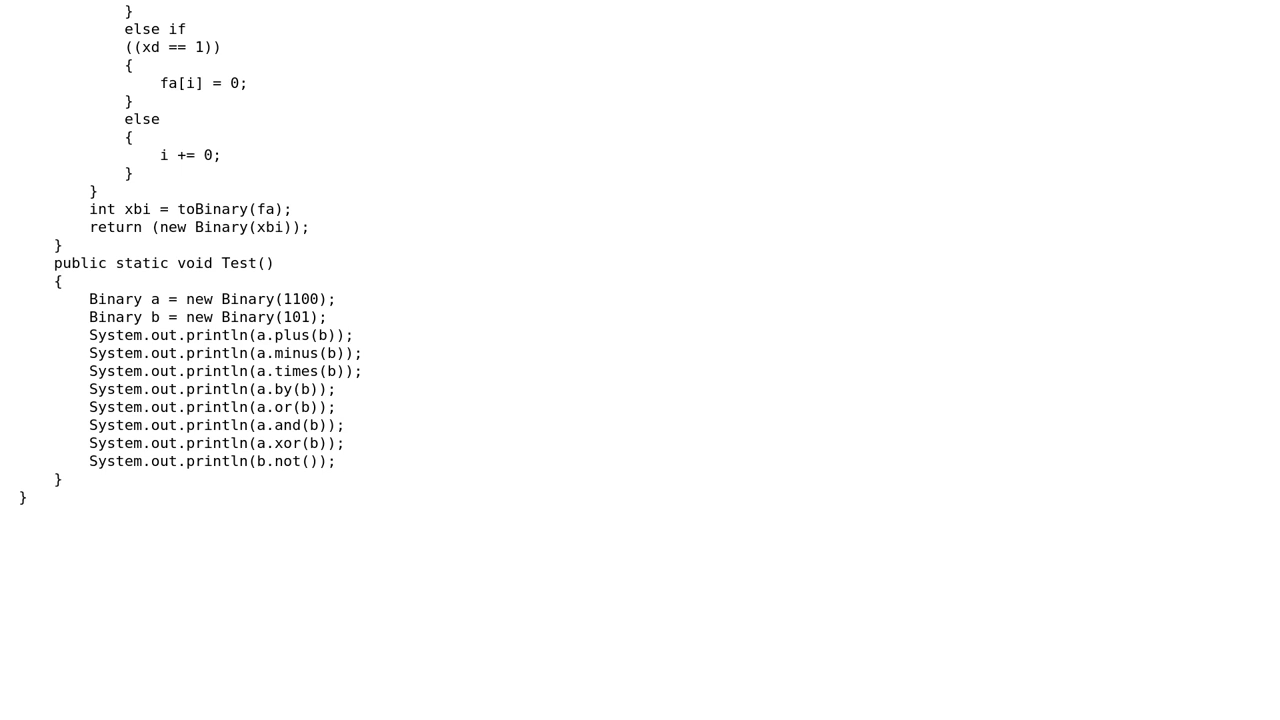 }
else if
((xd == 1))
{
fa[i] = 0;
}
else
{
i += 0;
}
}
int xbi = toBinary(fa);
return (new Binary(xbi));
}
public static void Test()
{
Binary a = new Binary(1100);
Binary b = new Binary(101);
System.out.println(a.plus(b));
System.out.println(a.minus(b));
System.out.println(a.times(b));
System.out.println(a.by(b));
System.out.println(a.or(b));
System.out.println(a.and(b));
System.out.println(a.xor(b));
System.out.println(b.not());
}
}